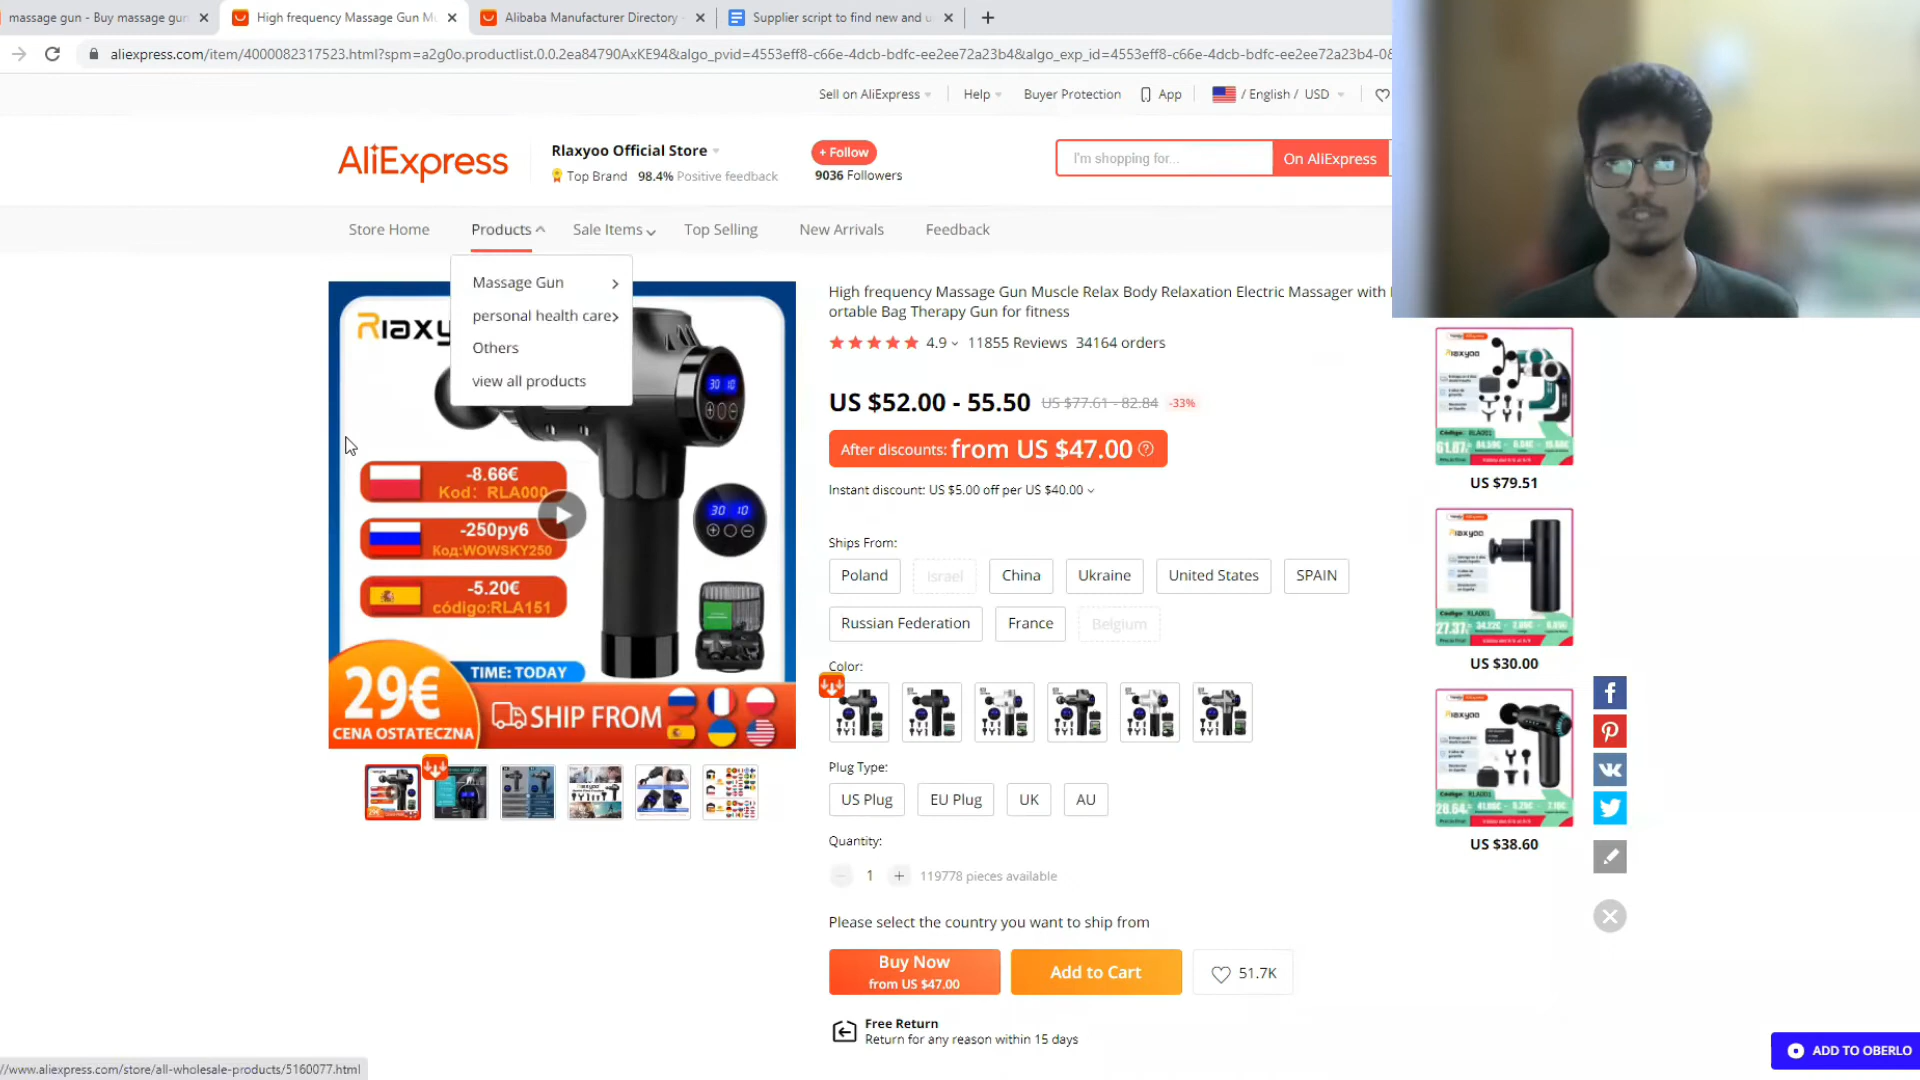 massage gun - Buy massage gun
High frequency Massage Gun Mu
Alibaba Manufacturer Directory
Supplier script to find new and u
aliexpress.com/item/4000082317523.html?spm=a2g0o.productlist.0.0.2ea84790AxKE94&algo_pvid=4553eff8-c66e-4dcb-bdfc-ee2ee72a23b4&algo_exp_id=4553eff8-c66e-4dcb-bdfc-ee2ee72a23b4-0&
Sell on AliExpress
Help
Buyer Protection
App
/ English / USD
AliExpress
Rlaxyoo Official Store
Top Brand 98.4% Positive feedback
+ Follow
9036 Followers
I'm shopping for...
On AliExpress
Store Home
Products
Sale Items
Top Selling
New Arrivals
Feedback
Massage Gun
personal health care
Others
view all products
Rlaxy
30 10
-8.66€
Kod: RLA000
-250ру6
Код:WOWSKY250
-5.20€
código:RLA151
30 10
TIME: TODAY
29€
CENA OSTATECZNA
SHIP FROM
High frequency Massage Gun Muscle Relax Body Relaxation Electric Massager with
ortable Bag Therapy Gun for fitness
4.9 11855 Reviews 34164 orders
US $52.00 - 55.50 US $77.61 - 82.84 -33%
After discounts: from US $47.00
Instant discount: US $5.00 off per US $40.00
Ships From:
Poland
Israel
China
Ukraine
United States
SPAIN
Russian Federation
France
Belgium
Color:
Plug Type:
US Plug
EU Plug
UK
AU
Quantity:
1
119778 pieces available
Please select the country you want to ship from
Buy Now
from US $47.00
Add to Cart
51.7K
Free Return
Return for any reason within 15 days
US $79.51
US $30.00
US $38.60
ADD TO OBERLO
//www.aliexpress.com/store/all-wholesale-products/5160077.html